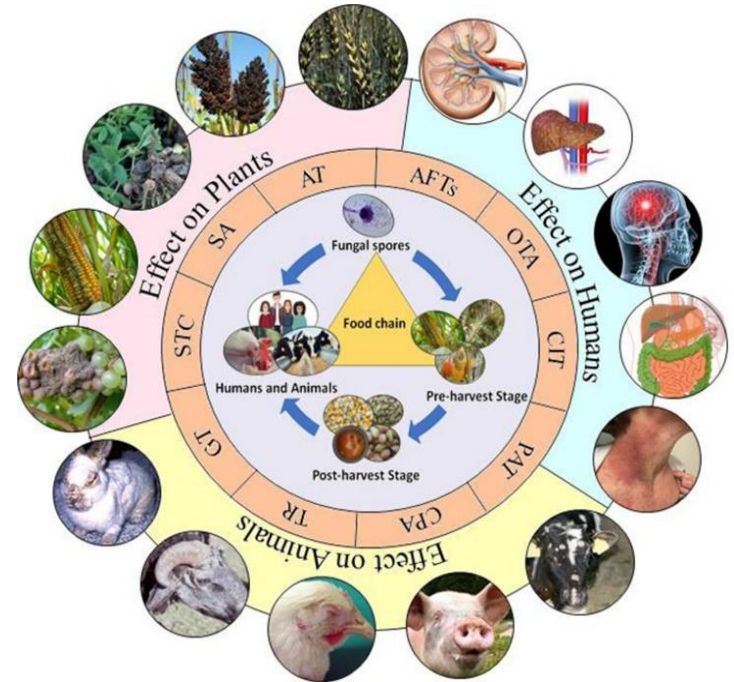 Effect on Plants
Effect on Humans
Effect on Animals
AT
AFTs
OTA
CIT
PAT
CPA
TR
GT
STC
SA
Fungal spores
Food chain
Humans and Animals
Pre-harvest Stage
Post-harvest Stage